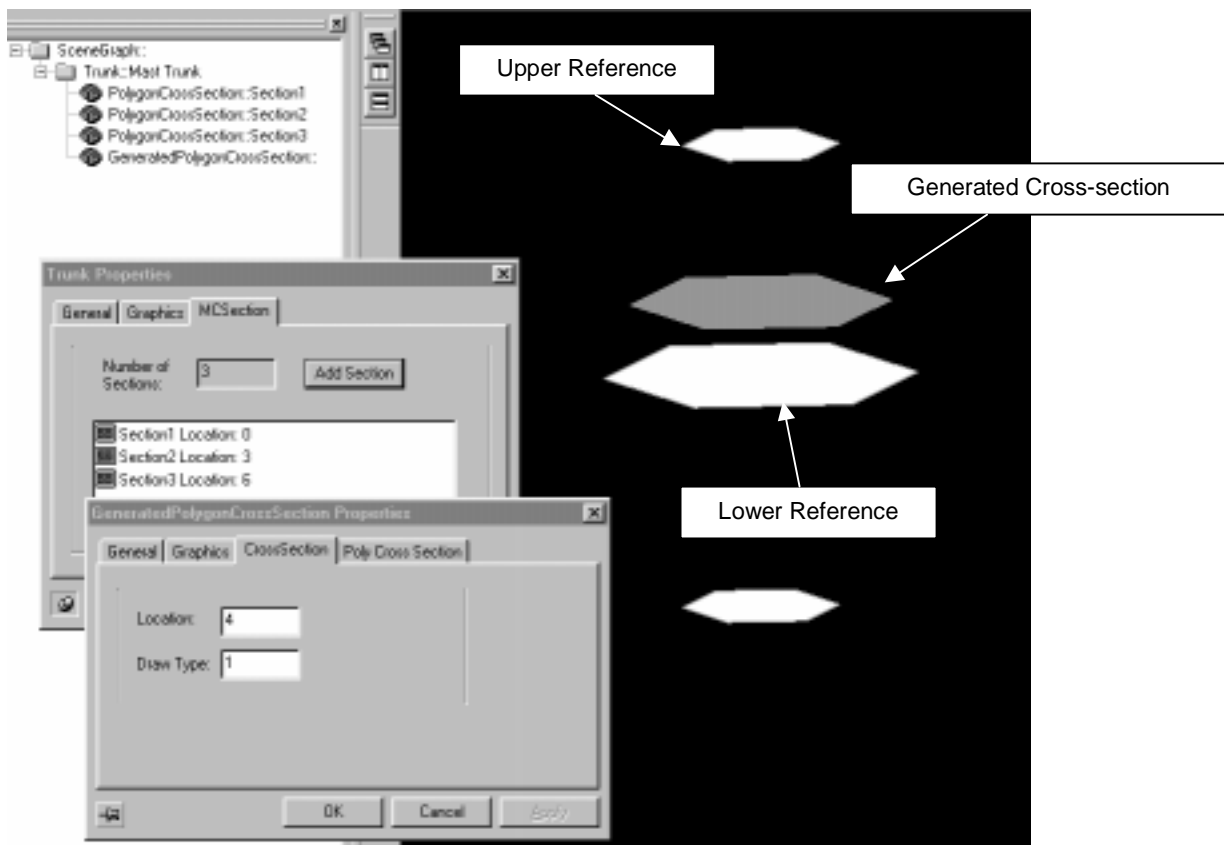 SceneGraph::
Trunk::Mast Trunk
PolygonCrossSection::Section1
PolygonCrossSection::Section2
PolygonCrossSection::Section3
GeneratedPolygonCrossSection::
Upper Reference
Generated Cross-section
Lower Reference
Trunk Properties
General Graphics MCSection
Number of
Sections:
3
Add Section
Section1 Location: 0
Section2 Location: 3
Section3 Location: 6
GeneratedPolygonCrossSection Properties
General Graphics CrossSection Poly Cross Section
Location: 4
Draw Type: 1
OK Cancel Apply